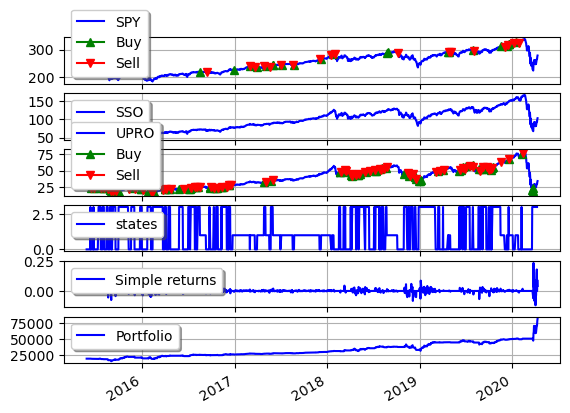 SPY
Buy
Sell
300
200
SSO
150
100
50
UPRO
Buy
Sell
75
50
25
states
2.5
0.0
Simple returns
0.25
0.00
Portfolio
75000
50000
25000
2016 2017 2018 2019 2020